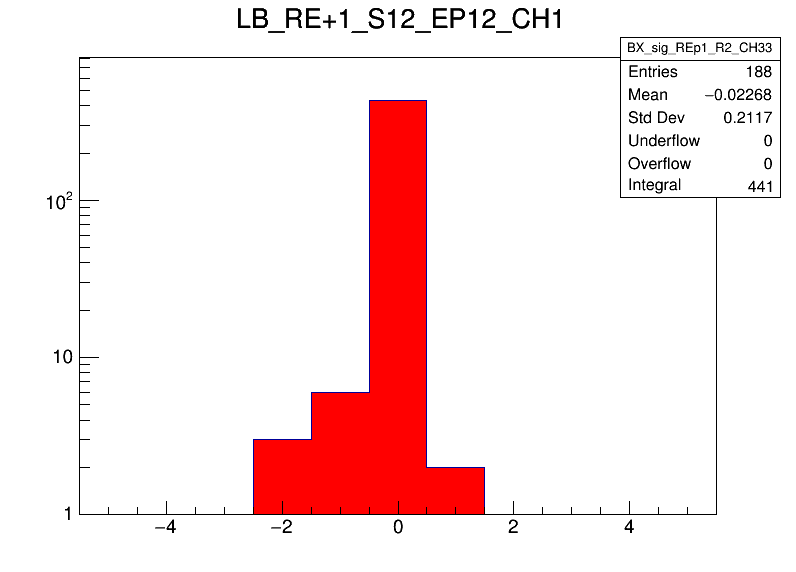 LB_RE+1_S12_EP12_CH1
BX_sig_REp1_R2_CH33
Entries 188
Mean −0.02268
Std Dev 0.2117
Underflow 0
Overflow 0
Integral 441
10²
10
1
−4 −2 0 2 4